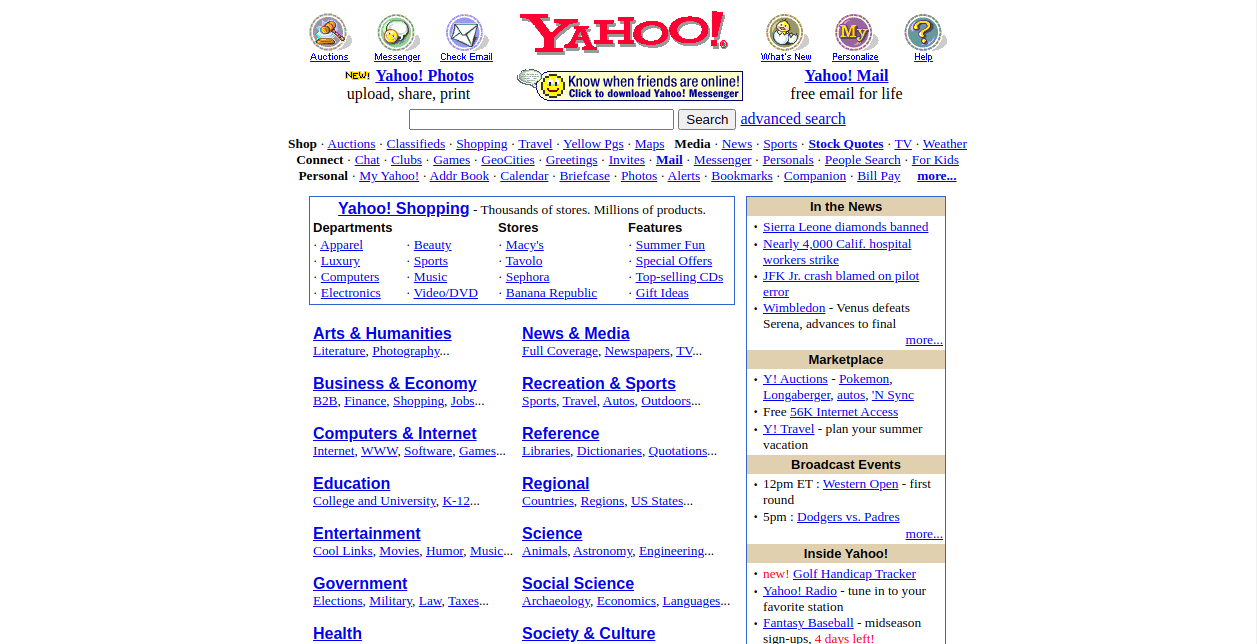 YAHOO!
Auctions Messenger Check Email What's New Personalize Help
My
NEW! Yahoo! Photos
upload, share, print
Know when friends are online!
Click to download Yahoo! Messenger
Yahoo! Mail
free email for life
Search advanced search
Shop · Auctions · Classifieds · Shopping · Travel · Yellow Pgs · Maps Media · News · Sports · Stock Quotes · TV · Weather
Connect · Chat · Clubs · Games · GeoCities · Greetings · Invites · Mail · Messenger · Personals · People Search · For Kids
Personal · My Yahoo! · Addr Book · Calendar · Briefcase · Photos · Alerts · Bookmarks · Companion · Bill Pay more...
Yahoo! Shopping - Thousands of stores. Millions of products.
Departments Stores Features
· Apparel · Beauty · Macy's · Summer Fun
· Luxury · Sports · Tavolo · Special Offers
· Computers · Music · Sephora · Top-selling CDs
· Electronics · Video/DVD · Banana Republic · Gift Ideas
Arts & Humanities
Literature, Photography...
News & Media
Full Coverage, Newspapers, TV...
Business & Economy
B2B, Finance, Shopping, Jobs...
Recreation & Sports
Sports, Travel, Autos, Outdoors...
Computers & Internet
Internet, WWW, Software, Games...
Reference
Libraries, Dictionaries, Quotations...
Education
College and University, K-12...
Regional
Countries, Regions, US States...
Entertainment
Cool Links, Movies, Humor, Music...
Science
Animals, Astronomy, Engineering...
Government
Elections, Military, Law, Taxes...
Social Science
Archaeology, Economics, Languages...
Health
Society & Culture
In the News
· Sierra Leone diamonds banned
· Nearly 4,000 Calif. hospital
workers strike
· JFK Jr. crash blamed on pilot
error
· Wimbledon - Venus defeats
Serena, advances to final
more...
Marketplace
· Y! Auctions - Pokemon,
Longaberger, autos, 'N Sync
· Free 56K Internet Access
· Y! Travel - plan your summer
vacation
Broadcast Events
· 12pm ET : Western Open - first
round
· 5pm : Dodgers vs. Padres
more...
Inside Yahoo!
· new! Golf Handicap Tracker
· Yahoo! Radio - tune in to your
favorite station
· Fantasy Baseball - midseason
sign-ups, 4 days left!